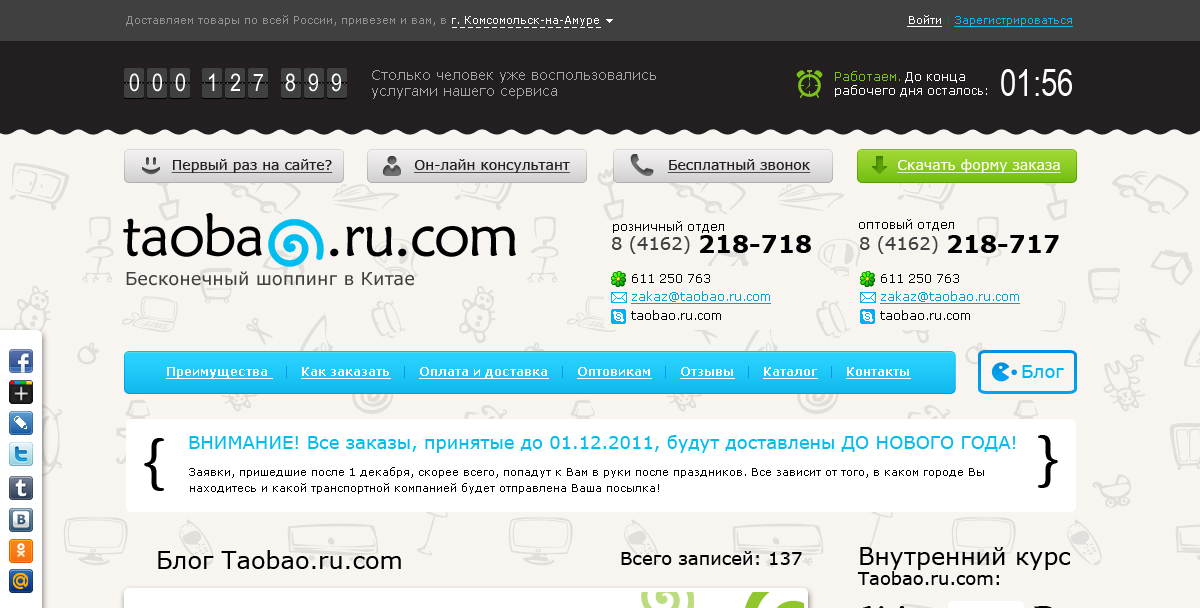 Доставляем товары по всей России, привезем и вам, в г. Комсомольск-на-Амуре
Войти
Зарегистрироваться
000 127 899
Столько человек уже воспользовались
услугами нашего сервиса
Работаем. До конца
рабочего дня осталось:
01:56
Первый раз на сайте?
Он-лайн консультант
Бесплатный звонок
Скачать форму заказа
taobao.ru.com
Бесконечный шоппинг в Китае
розничный отдел
8 (4162) 218-718
611 250 763
zakaz@taobao.ru.com
taobao.ru.com
оптовый отдел
8 (4162) 218-717
611 250 763
zakaz@taobao.ru.com
taobao.ru.com
Преимущества
Как заказать
Оплата и доставка
Оптовикам
Отзывы
Каталог
Контакты
Блог
{ ВНИМАНИЕ! Все заказы, принятые до 01.12.2011, будут доставлены ДО НОВОГО ГОДА! }
Заявки, пришедшие после 1 декабря, скорее всего, попадут к Вам в руки после праздников. Все зависит от того, в каком городе Вы
находитесь и какой транспортной компанией будет отправлена Ваша посылка!
Блог Taobao.ru.com
Всего записей: 137
Внутренний курс
Taobao.ru.com: